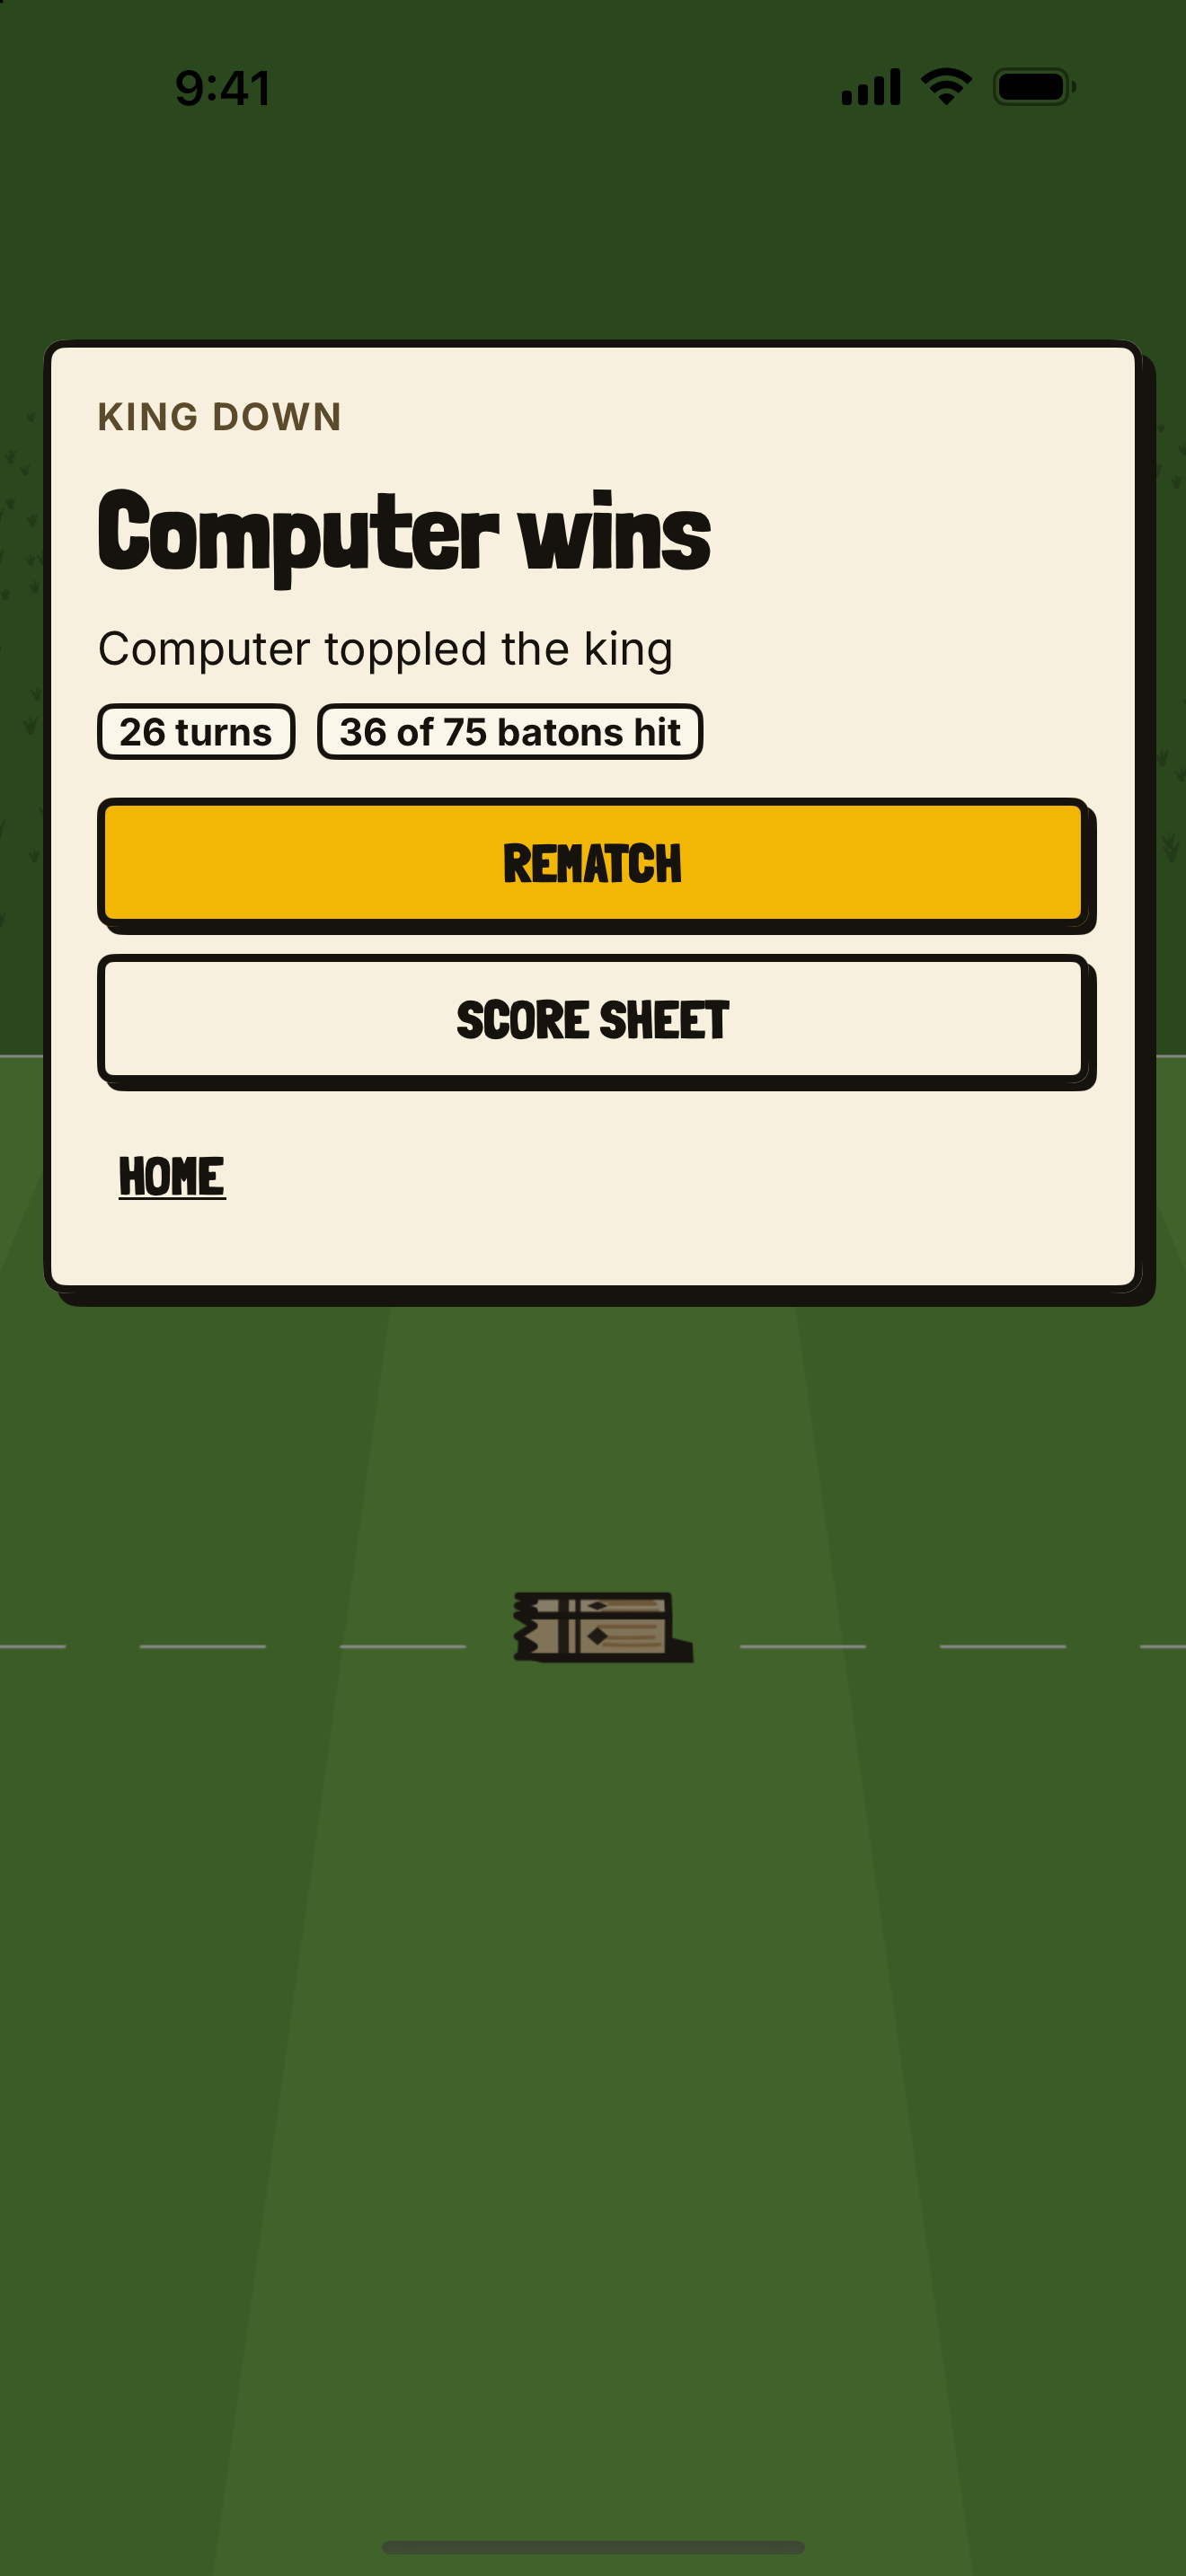 9:41
KING DOWN
Computer wins
Computer toppled the king
26 turns 36 of 75 batons hit
REMATCH
SCORE SHEET
HOME